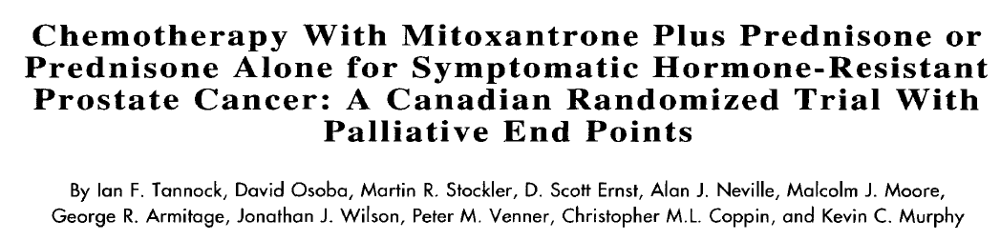 Chemotherapy With Mitoxantrone Plus Prednisone or
Prednisone Alone for Symptomatic Hormone-Resistant
Prostate Cancer: A Canadian Randomized Trial With
Palliative End Points
By Ian F. Tannock, David Osoba, Martin R. Stockler, D. Scott Ernst, Alan J. Neville, Malcolm J. Moore,
George R. Armitage, Jonathan J. Wilson, Peter M. Venner, Christopher M.L. Coppin, and Kevin C. Murphy